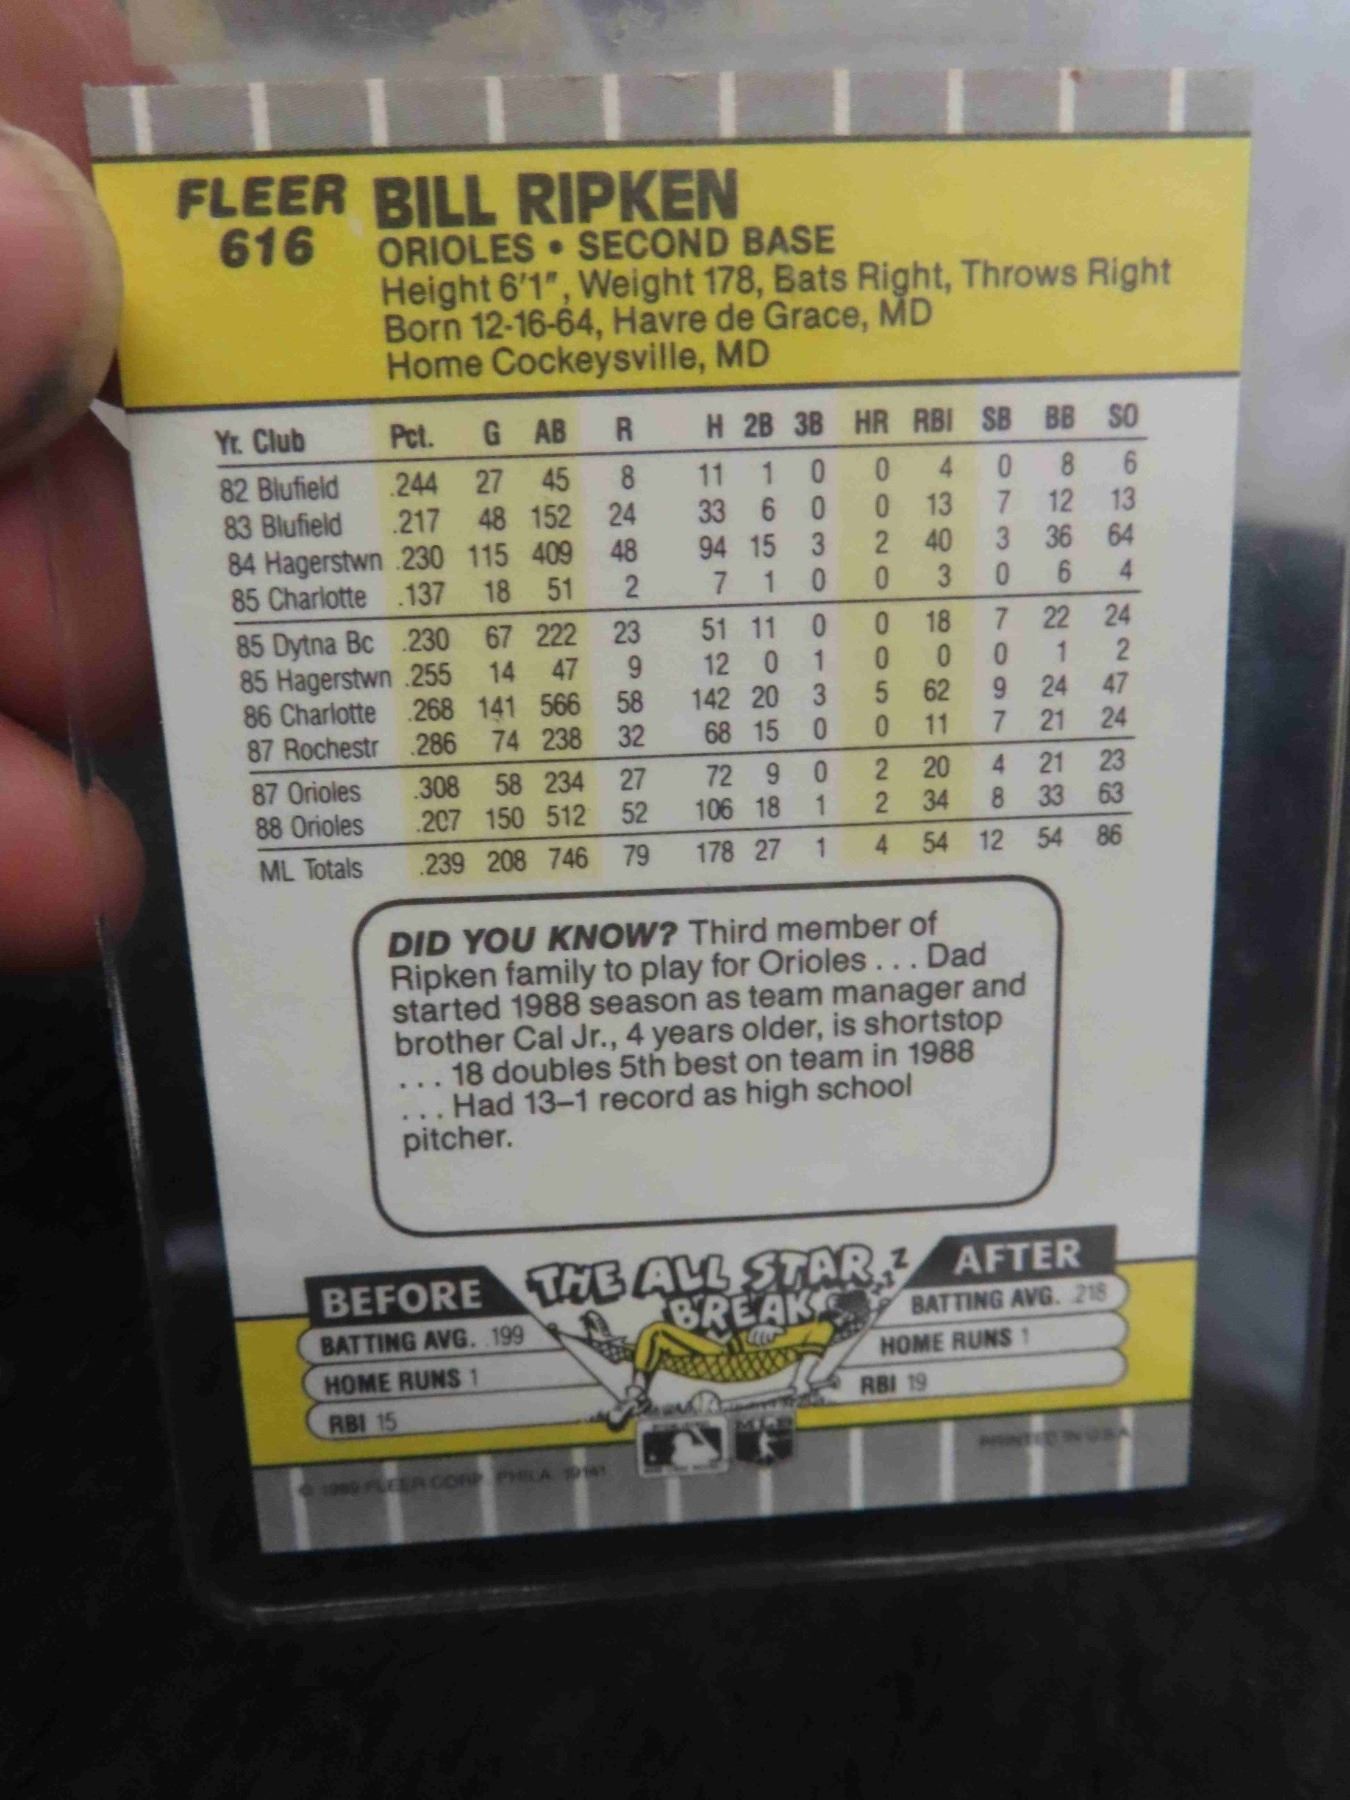 FLEER BILL RIPKEN
616 ORIOLES • SECOND BASE
Height 6'1", Weight 178, Bats Right, Throws Right
Born 12-16-64, Havre de Grace, MD
Home Cockeysville, MD
Yr. Club Pct. G AB R H 2B 3B HR RBI SB BB SO
82 Blufield .244 27 45 8 11 1 0 0 4 0 8 6
83 Blufield .217 48 152 24 33 6 0 0 13 7 12 13
84 Hagerstwn .230 115 409 48 94 15 3 2 40 3 36 64
85 Charlotte .137 18 51 2 7 1 0 0 3 0 6 4
85 Dytna Bc .230 67 222 23 51 11 0 0 18 7 22 24
85 Hagerstwn .255 14 47 9 12 0 1 0 0 0 1 2
86 Charlotte .268 141 566 58 142 20 3 5 62 9 24 47
87 Rochestr .286 74 238 32 68 15 0 0 11 7 21 24
87 Orioles .308 58 234 27 72 9 0 2 20 4 21 23
88 Orioles .207 150 512 52 106 18 1 2 34 8 33 63
ML Totals .239 208 746 79 178 27 1 4 54 12 54 86
DID YOU KNOW? Third member of
Ripken family to play for Orioles . . . Dad
started 1988 season as team manager and
brother Cal Jr., 4 years older, is shortstop
. . . 18 doubles 5th best on team in 1988
. . . Had 13–1 record as high school
pitcher.
THE ALL STAR BREAK
Z Z Z
BEFORE
BATTING AVG. .199
HOME RUNS 1
RBI 15
AFTER
BATTING AVG. .218
HOME RUNS 1
RBI 19
© 1989 FLEER CORP. PHILA. 19141
PRINTED IN U.S.A.